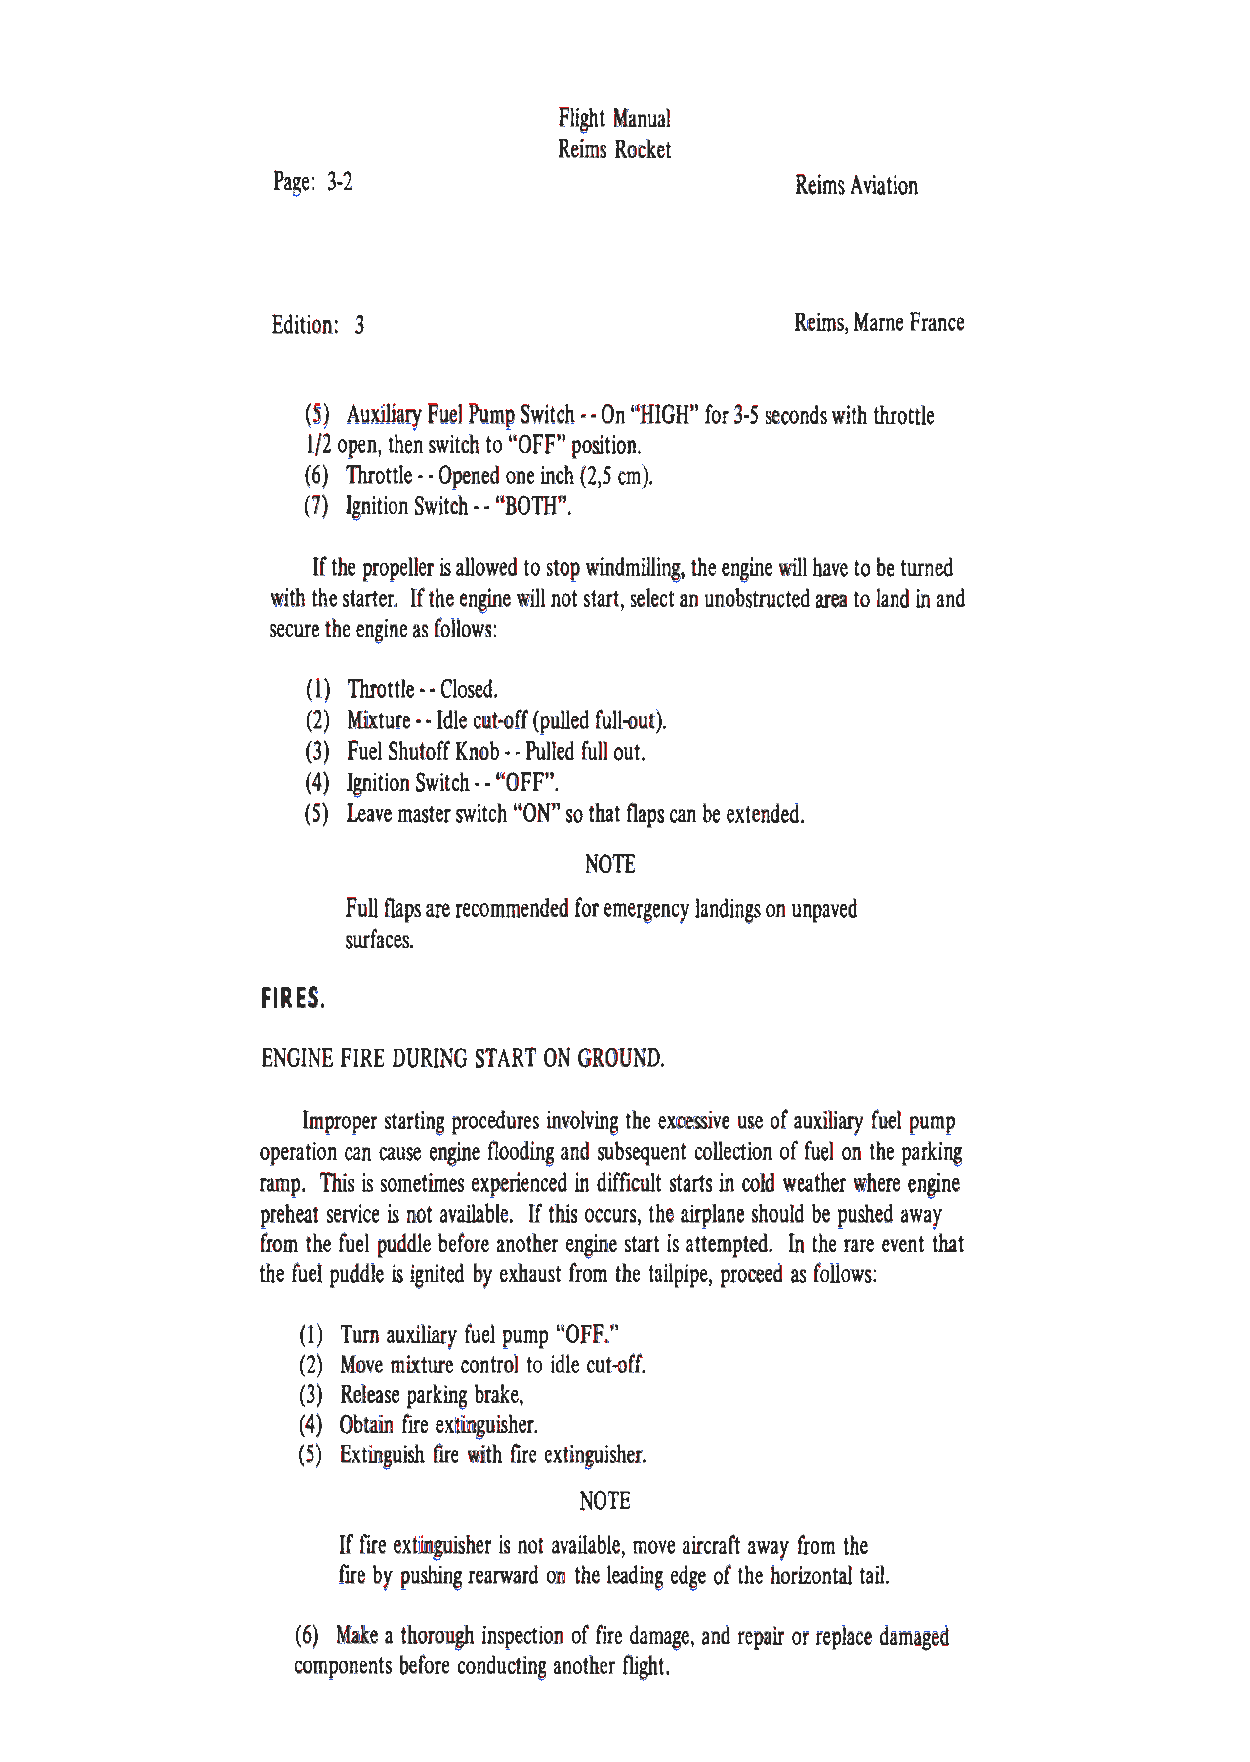 Flight Manual
Reims Rocket
Page: 3-2
Reims Aviation
Edition: 3
Reims, Marne France
(5) Auxiliary Fuel Pump Switch - - On “HIGH” for 3-5 seconds with throttle
1/2 open, then switch to “OFF” position.
(6) Throttle - - Opened one inch (2,5 cm).
(7) Ignition Switch - - “BOTH”.
If the propeller is allowed to stop windmilling, the engine will have to be turned
with the starter. If the engine will not start, select an unobstructed area to land in and
secure the engine as follows:
(1) Throttle - - Closed.
(2) Mixture - - Idle cut-off (pulled full-out).
(3) Fuel Shutoff Knob - - Pulled full out.
(4) Ignition Switch - - “OFF”.
(5) Leave master switch “ON” so that flaps can be extended.
NOTE
Full flaps are recommended for emergency landings on unpaved
surfaces.
FIRES.
ENGINE FIRE DURING START ON GROUND.
Improper starting procedures involving the excessive use of auxiliary fuel pump
operation can cause engine flooding and subsequent collection of fuel on the parking
ramp. This is sometimes experienced in difficult starts in cold weather where engine
preheat service is not available. If this occurs, the airplane should be pushed away
from the fuel puddle before another engine start is attempted. In the rare event that
the fuel puddle is ignited by exhaust from the tailpipe, proceed as follows:
(1) Turn auxiliary fuel pump “OFF.”
(2) Move mixture control to idle cut-off.
(3) Release parking brake,
(4) Obtain fire extinguisher.
(5) Extinguish fire with fire extinguisher.
NOTE
If fire extinguisher is not available, move aircraft away from the
fire by pushing rearward on the leading edge of the horizontal tail.
(6) Make a thorough inspection of fire damage, and repair or replace damaged
components before conducting another flight.